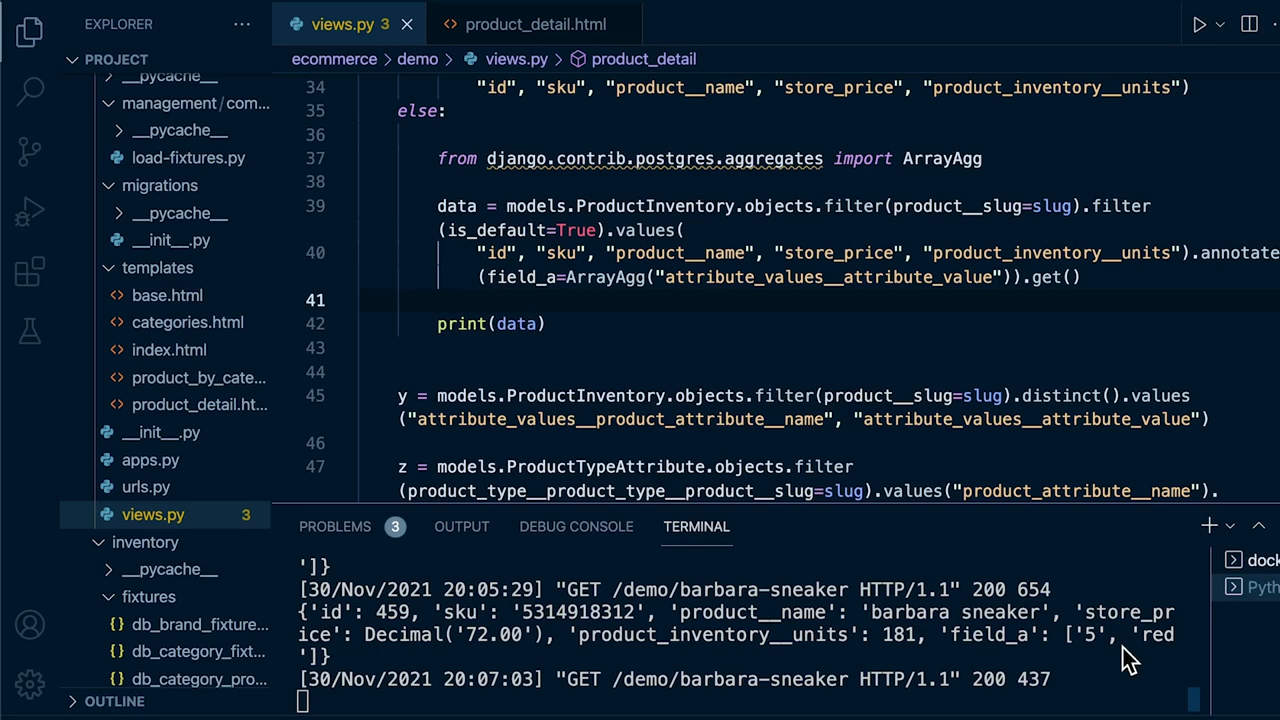 EXPLORER
views.py 3
product_detail.html
PROJECT
ecommerce > demo > views.py > product_detail
__pycache__
management/com...
__pycache__
load-fixtures.py
migrations
__pycache__
__init__.py
templates
base.html
categories.html
index.html
product_by_cate...
product_detail.ht...
__init__.py
apps.py
urls.py
views.py 3
inventory
__pycache__
fixtures
db_brand_fixture...
db_category_fixt...
db_category_pro...
OUTLINE
34 "id", "sku", "product__name", "store_price", "product_inventory__units")
35 else:
36
37 from django.contrib.postgres.aggregates import ArrayAgg
38
39 data = models.ProductInventory.objects.filter(product__slug=slug).filter
(is_default=True).values(
40 "id", "sku", "product__name", "store_price", "product_inventory__units").annotate
(field_a=ArrayAgg("attribute_values__attribute_value")).get()
41
42 print(data)
43
44
45 y = models.ProductInventory.objects.filter(product__slug=slug).distinct().values
("attribute_values__product_attribute__name", "attribute_values__attribute_value")
46
47 z = models.ProductTypeAttribute.objects.filter
(product_type__product_type__product__slug=slug).values("product_attribute__name").
PROBLEMS 3 OUTPUT DEBUG CONSOLE TERMINAL
']}
[30/Nov/2021 20:05:29] "GET /demo/barbara-sneaker HTTP/1.1" 200 654
{'id': 459, 'sku': '5314918312', 'product__name': 'barbara sneaker', 'store_pr
ice': Decimal('72.00'), 'product_inventory__units': 181, 'field_a': ['5', 'red
']}
[30/Nov/2021 20:07:03] "GET /demo/barbara-sneaker HTTP/1.1" 200 437
dock
Pyth